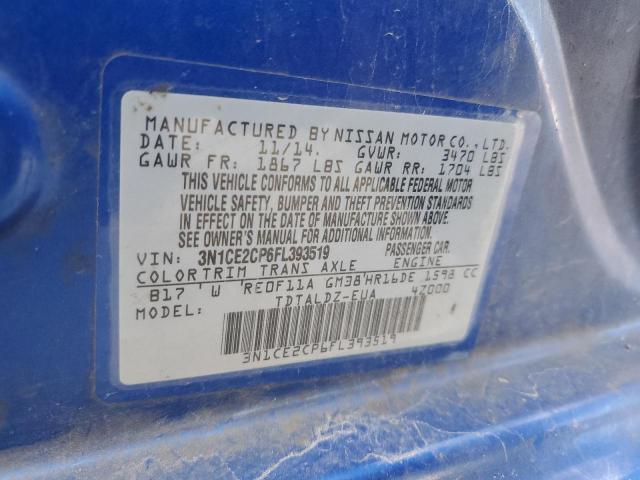 MANUFACTURED BY NISSAN MOTOR CO., LTD.
DATE: 11/14. GVWR: 3470 LBS
GAWR FR: 1867 LBS GAWR RR: 1704 LBS
THIS VEHICLE CONFORMS TO ALL APPLICABLE FEDERAL MOTOR
VEHICLE SAFETY, BUMPER AND THEFT PREVENTION STANDARDS
IN EFFECT ON THE DATE OF MANUFACTURE SHOWN ABOVE.
SEE OWNER'S MANUAL FOR ADDITIONAL INFORMATION.
VIN: 3N1CE2CP6FL393519 PASSENGER CAR.
COLOR TRIM TRANS AXLE ENGINE
B17 'W 'RE0F11A GM38'HR16DE 1598 CC
MODEL: TDTALDZ-EUA 4Z000
3N1CE2CP6FL393519